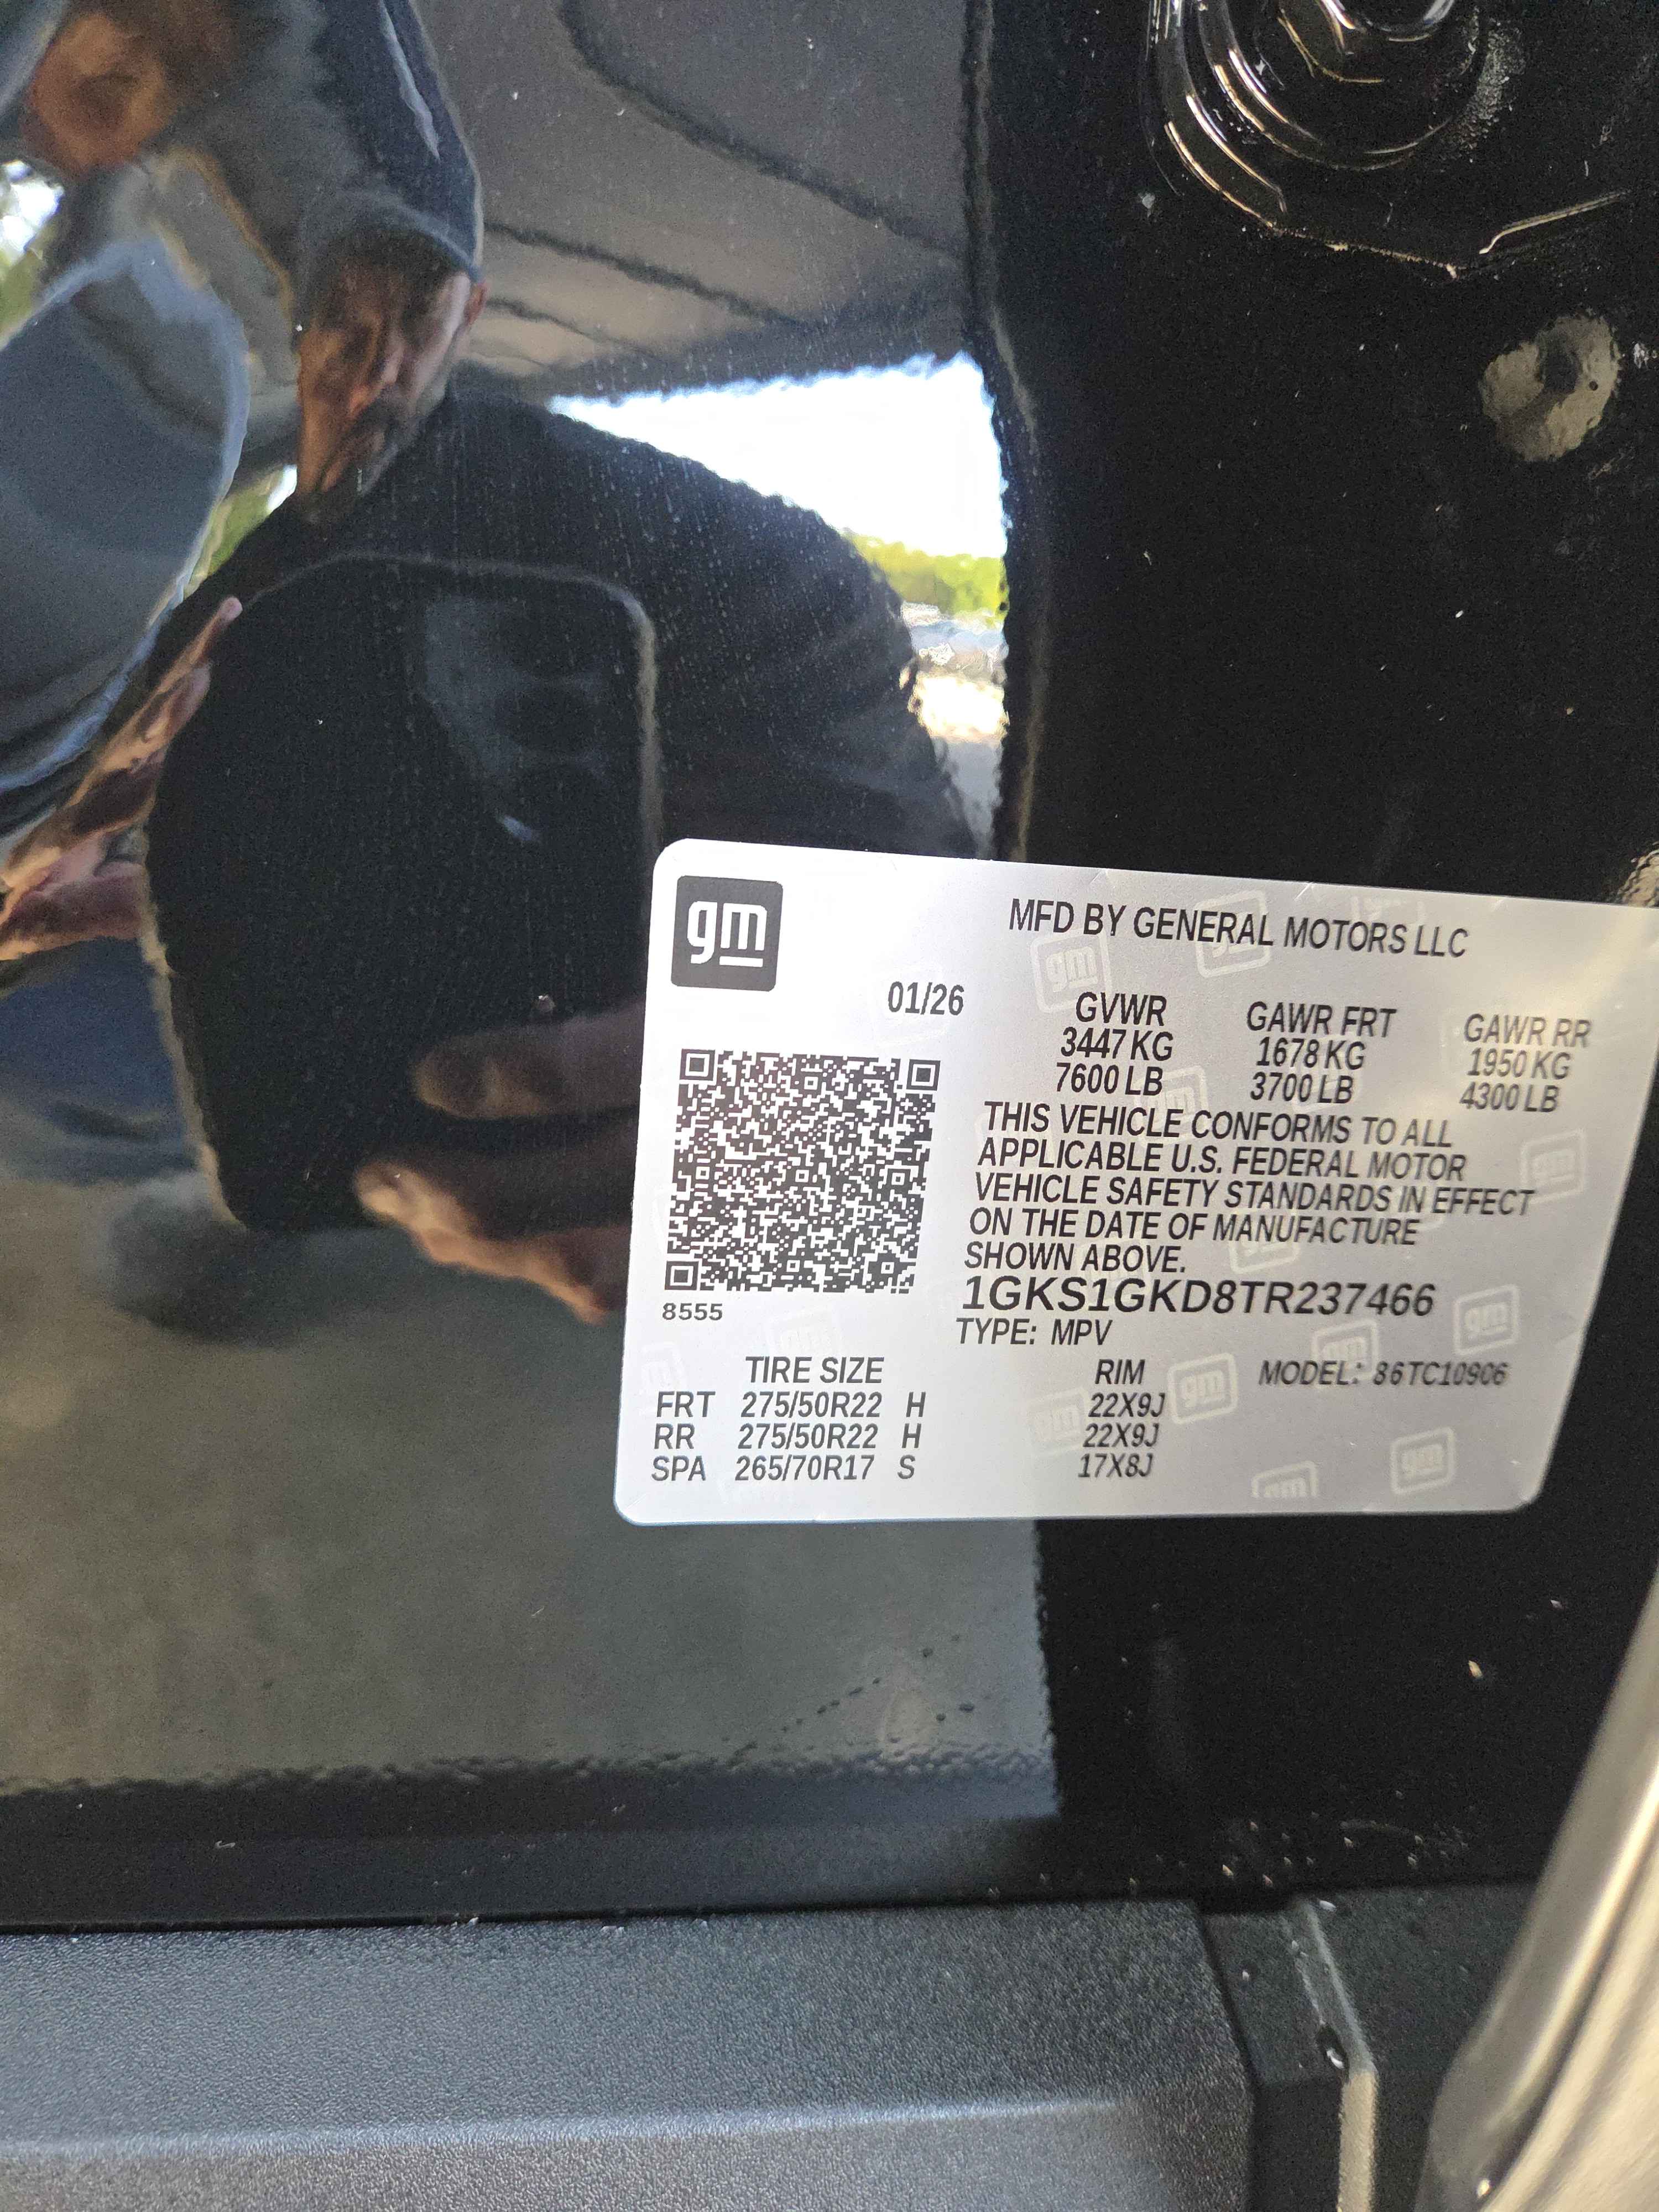 gm
MFD BY GENERAL MOTORS LLC
01/26
GVWR GAWR FRT GAWR RR
3447 KG 1678 KG 1950 KG
7600 LB 3700 LB 4300 LB
THIS VEHICLE CONFORMS TO ALL
APPLICABLE U.S. FEDERAL MOTOR
VEHICLE SAFETY STANDARDS IN EFFECT
ON THE DATE OF MANUFACTURE
SHOWN ABOVE.
1GKS1GKD8TR237466
8555
TYPE: MPV
TIRE SIZE RIM MODEL: 86TC10906
FRT 275/50R22 H 22X9J
RR 275/50R22 H 22X9J
SPA 265/70R17 S 17X8J